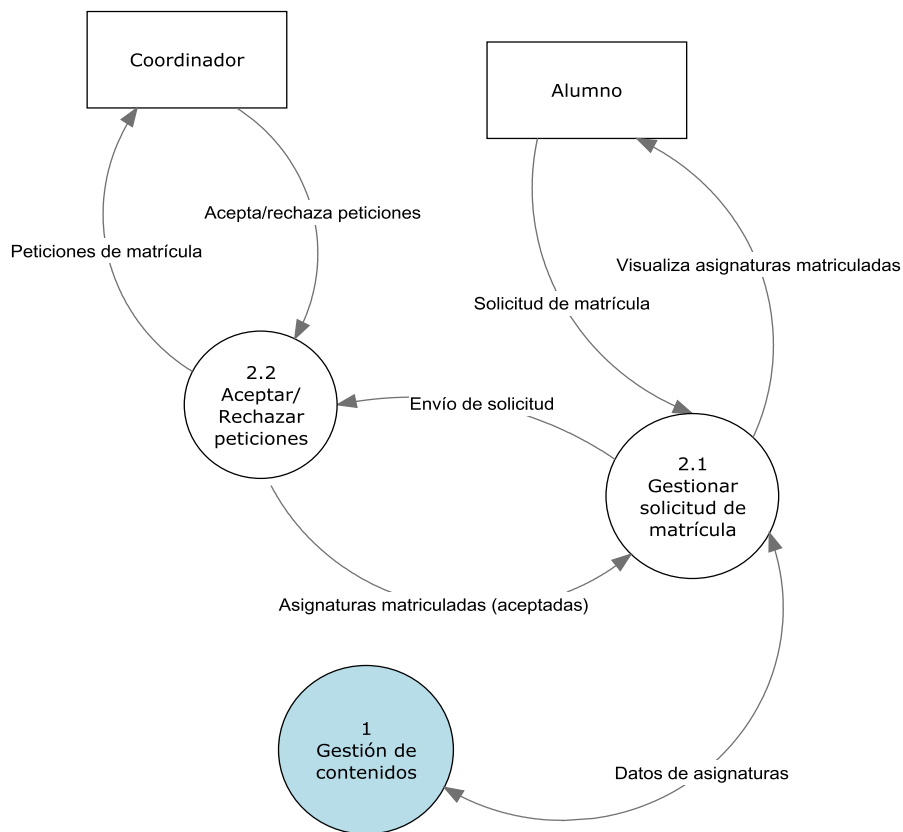 Coordinador
Alumno
Acepta/rechaza peticiones
Peticiones de matrícula
Visualiza asignaturas matriculadas
Solicitud de matrícula
2.2
Aceptar/
Rechazar
peticiones
Envío de solicitud
2.1
Gestionar
solicitud de
matrícula
Asignaturas matriculadas (aceptadas)
1
Gestión de
contenidos
Datos de asignaturas